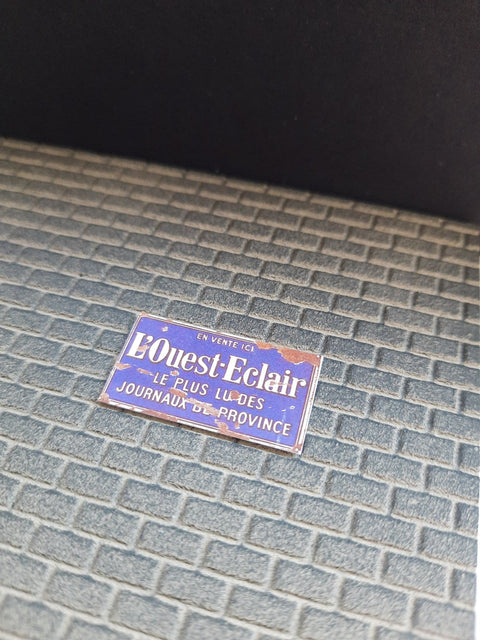 EN VENTE ICI
L'Ouest-Eclair
LE PLUS LU DES
JOURNAUX DE PROVINCE